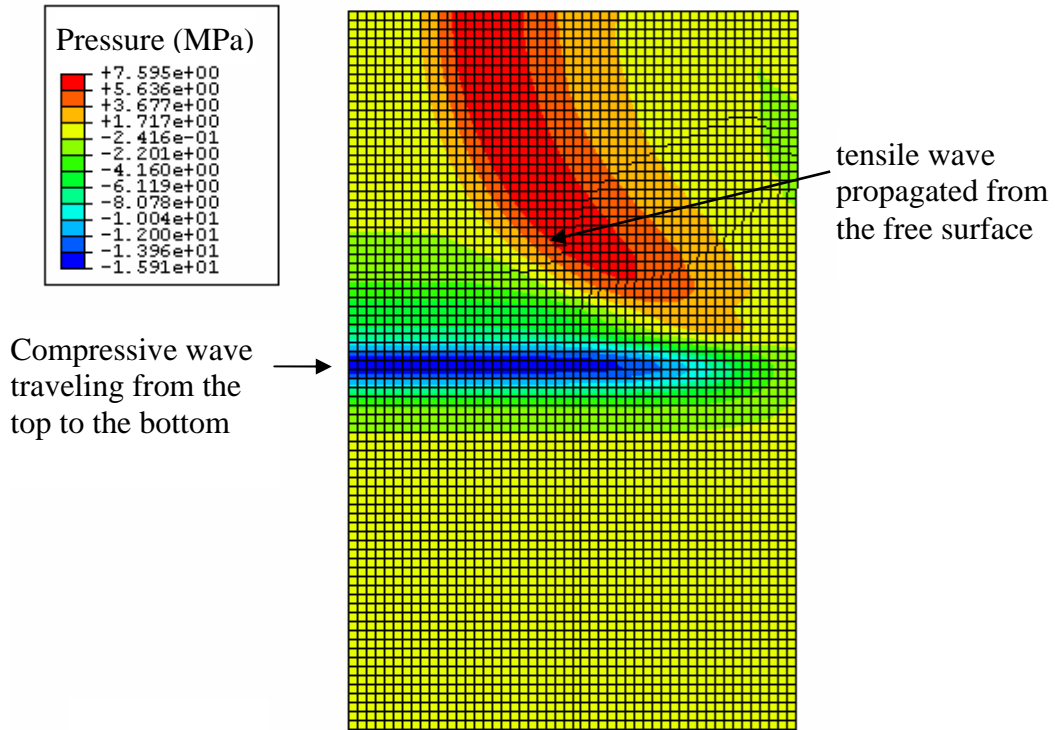 Pressure (MPa)
+7.595e+00
+5.636e+00
+3.677e+00
+1.717e+00
-2.416e-01
-2.201e+00
-4.160e+00
-6.119e+00
-8.078e+00
-1.004e+01
-1.200e+01
-1.396e+01
-1.591e+01
tensile wave
propagated from
the free surface
Compressive wave
traveling from the
top to the bottom